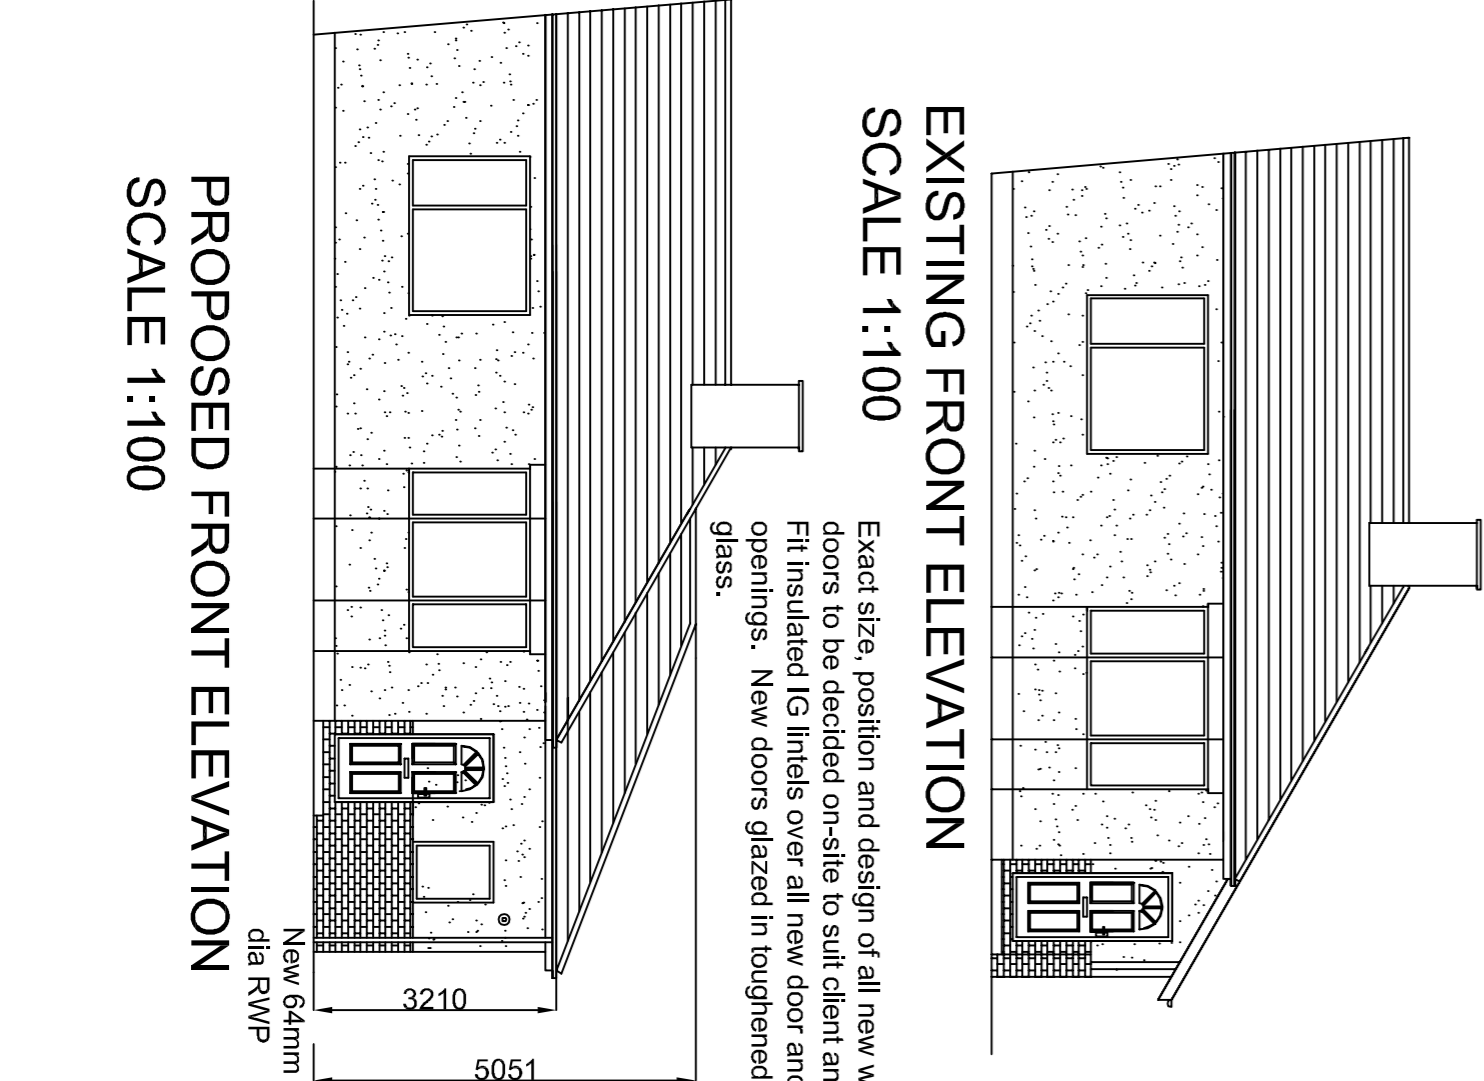 EXISTING FRONT ELEVATION
SCALE 1:100
Exact size, position and design of all new
doors to be decided on-site to suit client
Fit insulated IG lintels over all new door
openings.  New doors glazed in toughened
glass.
3210
5051
New 64mm
dia RWP
PROPOSED FRONT ELEVATION
SCALE 1:100